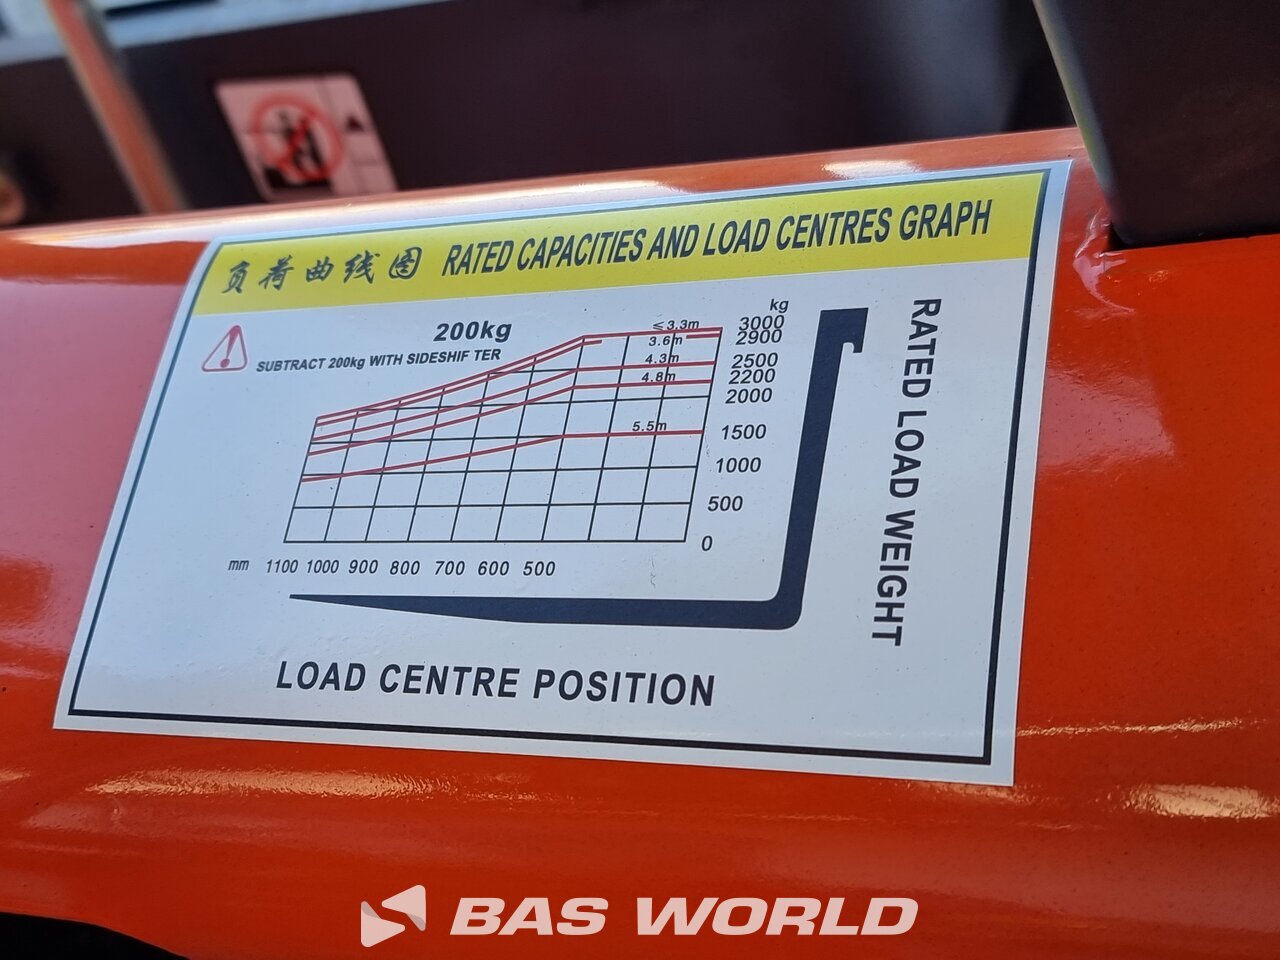 负荷曲线图 RATED CAPACITIES AND LOAD CENTRES GRAPH
200kg
SUBTRACT 200kg WITH SIDESHIF TER
kg
≤3.3m 3000
3.6m 2900
4.3m 2500
4.8m 2200
2000
5.5m 1500
1000
500
0
mm 1100 1000 900 800 700 600 500
RATED LOAD WEIGHT
LOAD CENTRE POSITION
BAS WORLD